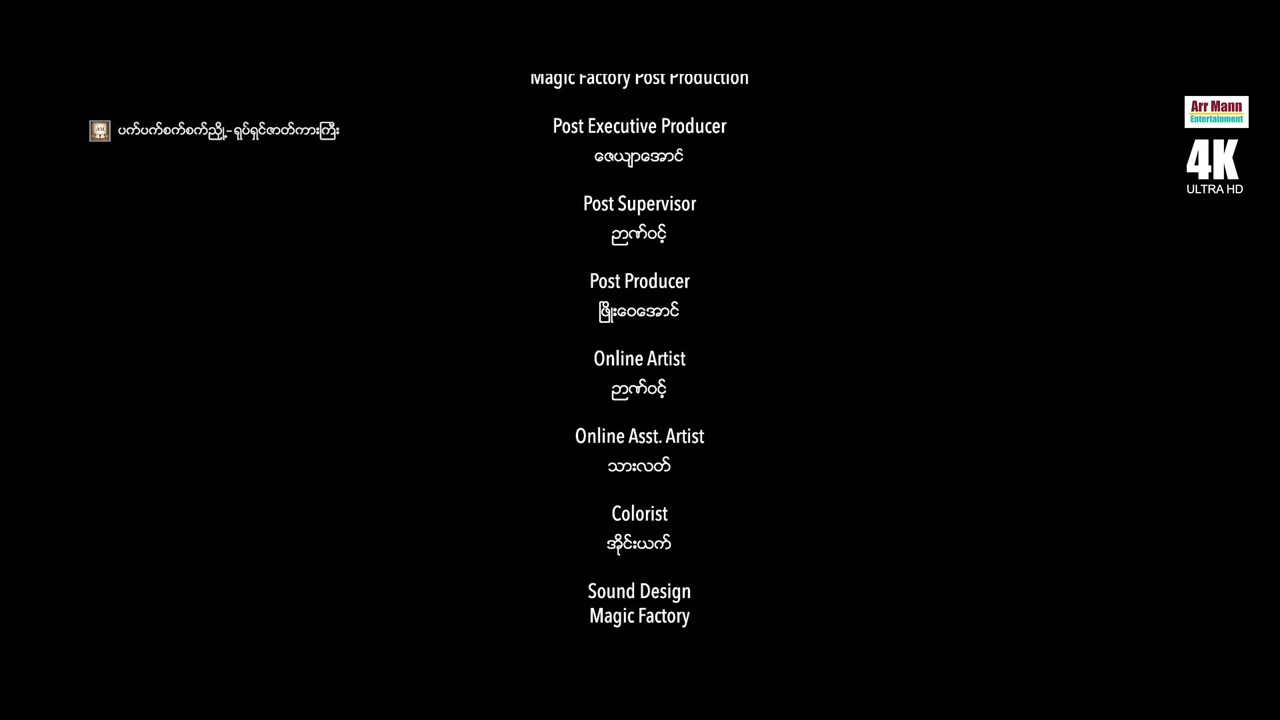 Magic Factory Post Production
ပက်ပက်စက်စက်ညှို့-ရုပ်ရှင်ဇာတ်ကားကြီး
Arr Mann
Entertainment
4K
ULTRA HD
Post Executive Producer
ဇေယျာအောင်
Post Supervisor
ဉာဏ်ဝင့်
Post Producer
ဖြိုးဝေအောင်
Online Artist
ဉာဏ်ဝင့်
Online Asst. Artist
သားလတ်
Colorist
အိုင်းယက်
Sound Design
Magic Factory